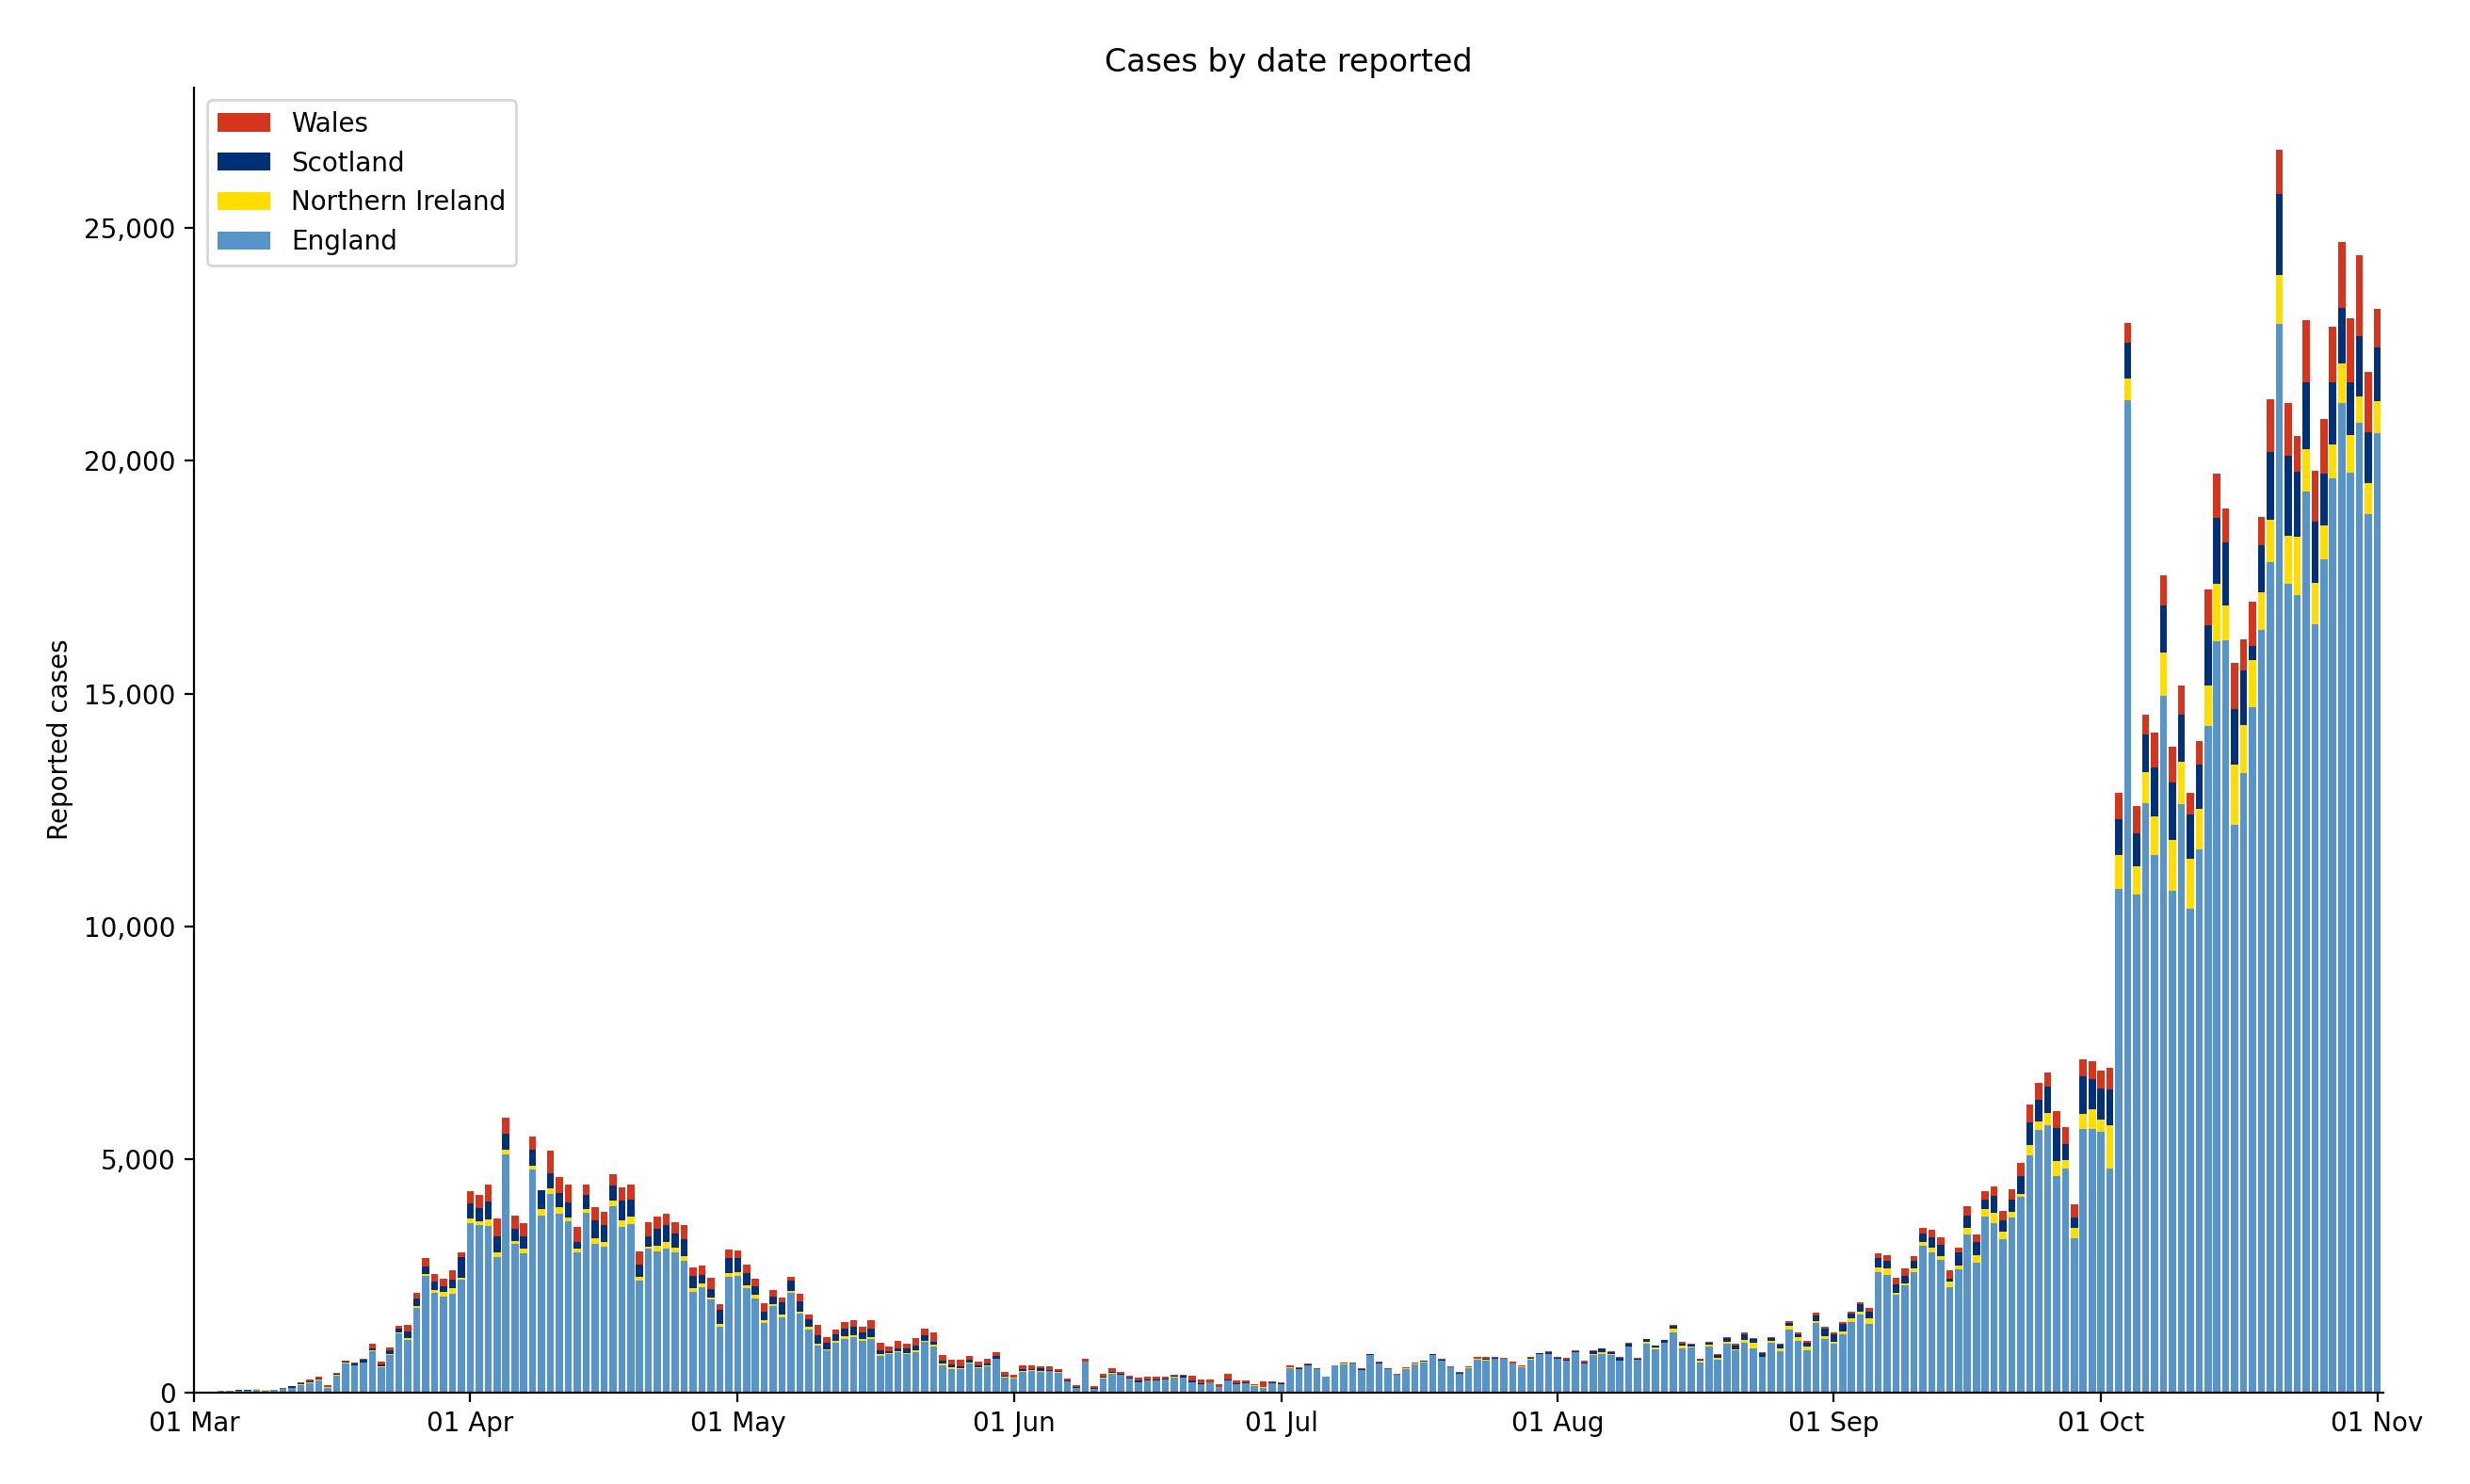 Cases by date reported
Wales
Scotland
Northern Ireland
England
25,000
20,000
15,000
10,000
5,000
0
Reported cases
01 Mar
01 Apr
01 May
01 Jun
01 Jul
01 Aug
01 Sep
01 Oct
01 Nov